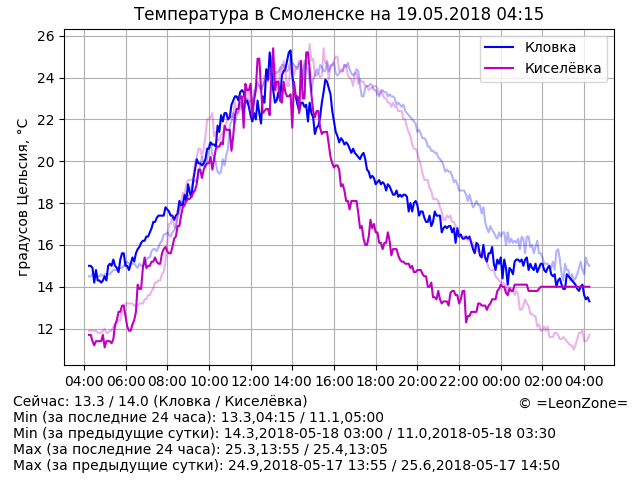 Температура в Смоленске на 19.05.2018 04:15
26
24
22
20
18
16
14
12
градусов Цельсия, °C
Кловка
Киселёвка
04:00 06:00 08:00 10:00 12:00 14:00 16:00 18:00 20:00 22:00 00:00 02:00 04:00
Сейчас: 13.3 / 14.0 (Кловка / Киселёвка)
© =LeonZone=
Min (за последние 24 часа): 13.3,04:15 / 11.1,05:00
Min (за предыдущие сутки): 14.3,2018-05-18 03:00 / 11.0,2018-05-18 03:30
Max (за последние 24 часа): 25.3,13:55 / 25.4,13:05
Max (за предыдущие сутки): 24.9,2018-05-17 13:55 / 25.6,2018-05-17 14:50